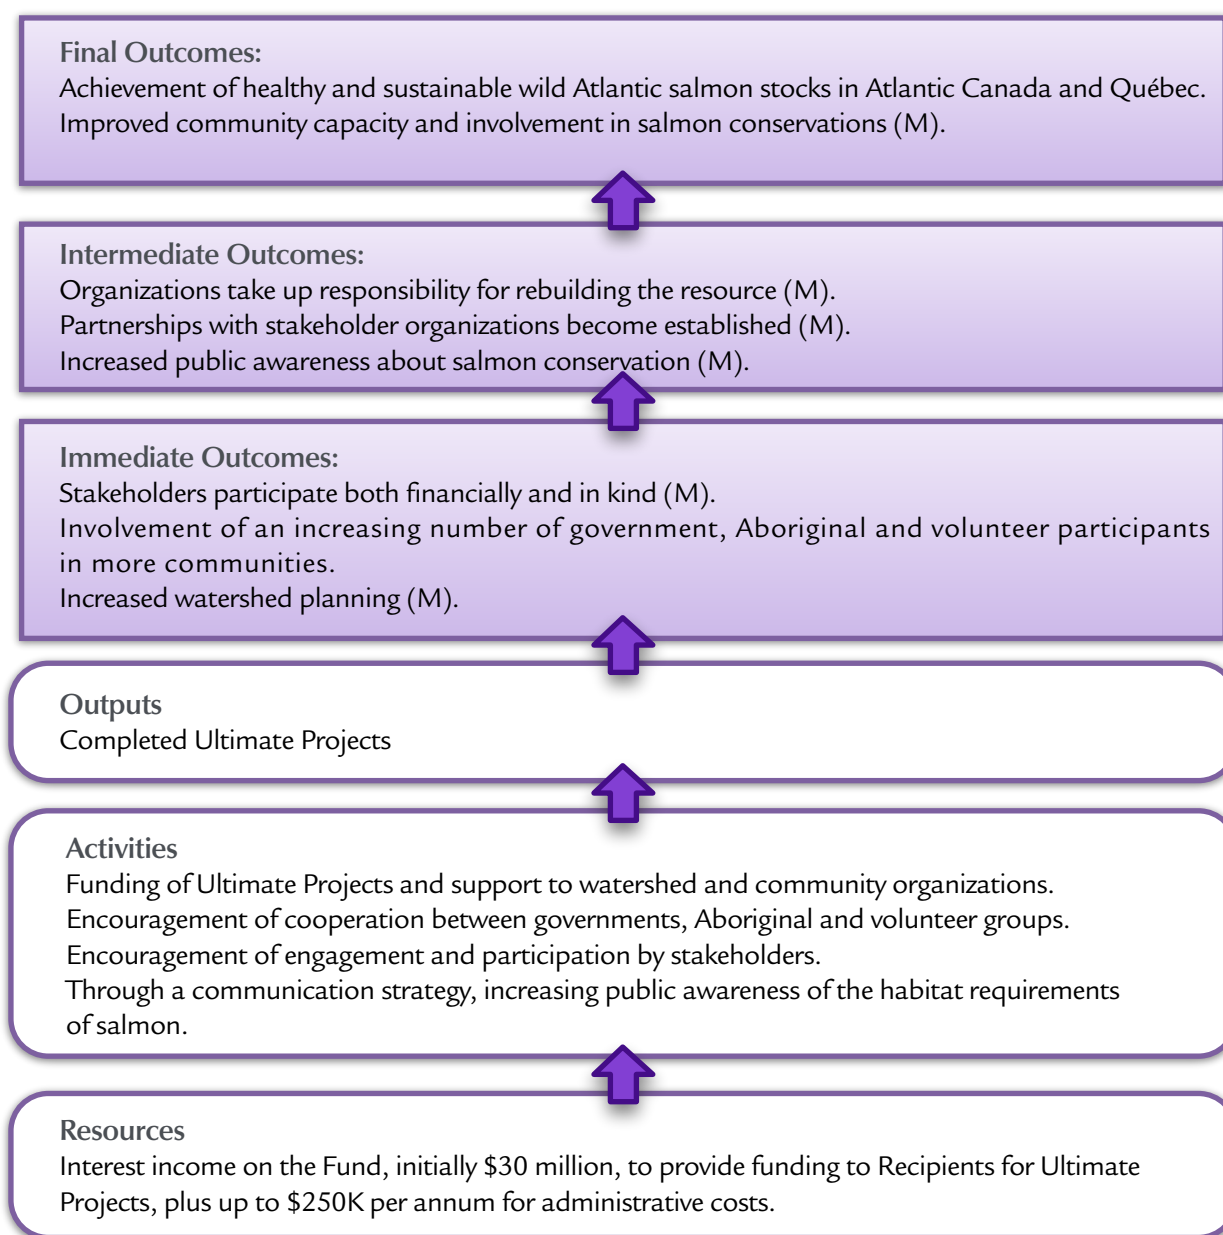 Final Outcomes:
Achievement of healthy and sustainable wild Atlantic salmon stocks in Atlantic Canada and Québec.
Improved community capacity and involvement in salmon conservations (M).
Intermediate Outcomes:
Organizations take up responsibility for rebuilding the resource (M).
Partnerships with stakeholder organizations become established (M).
Increased public awareness about salmon conservation (M).
Immediate Outcomes:
Stakeholders participate both financially and in kind (M).
Involvement of an increasing number of government, Aboriginal and volunteer participants
in more communities.
Increased watershed planning (M).
Outputs
Completed Ultimate Projects
Activities
Funding of Ultimate Projects and support to watershed and community organizations.
Encouragement of cooperation between governments, Aboriginal and volunteer groups.
Encouragement of engagement and participation by stakeholders.
Through a communication strategy, increasing public awareness of the habitat requirements
of salmon.
Resources
Interest income on the Fund, initially $30 million, to provide funding to Recipients for Ultimate
Projects, plus up to $250K per annum for administrative costs.